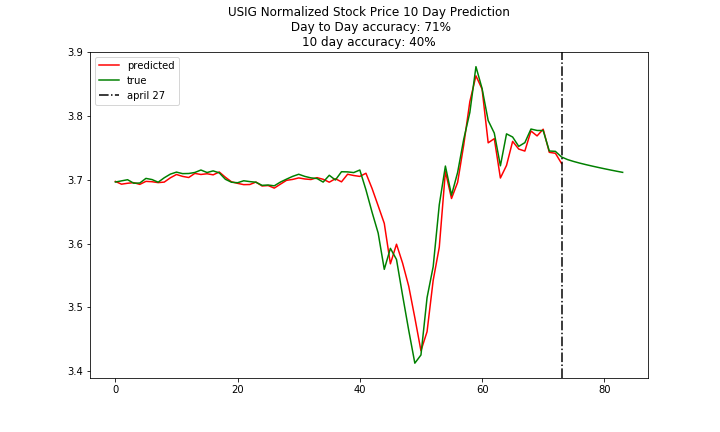 USIG Normalized Stock Price 10 Day Prediction
Day to Day accuracy: 71%
10 day accuracy: 40%
predicted
true
april 27
3.9
3.8
3.7
3.6
3.5
3.4
0 20 40 60 80